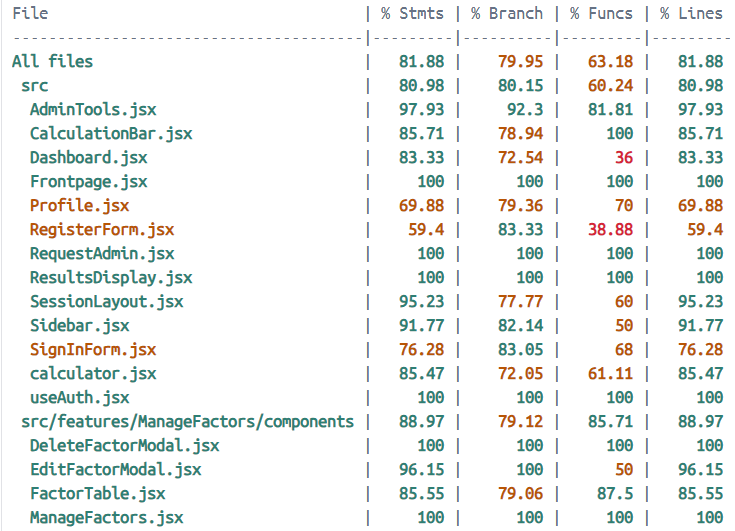 File                                   | % Stmts | % Branch | % Funcs | % Lines
---------------------------------------|---------|----------|---------|---------
All files                              |   81.88 |    79.95 |   63.18 |   81.88
 src                                   |   80.98 |    80.15 |   60.24 |   80.98
  AdminTools.jsx                       |   97.93 |     92.3 |   81.81 |   97.93
  CalculationBar.jsx                   |   85.71 |    78.94 |     100 |   85.71
  Dashboard.jsx                        |   83.33 |    72.54 |      36 |   83.33
  Frontpage.jsx                        |     100 |      100 |     100 |     100
  Profile.jsx                          |   69.88 |    79.36 |      70 |   69.88
  RegisterForm.jsx                     |    59.4 |    83.33 |   38.88 |    59.4
  RequestAdmin.jsx                     |     100 |      100 |     100 |     100
  ResultsDisplay.jsx                   |     100 |      100 |     100 |     100
  SessionLayout.jsx                    |   95.23 |    77.77 |      60 |   95.23
  Sidebar.jsx                          |   91.77 |    82.14 |      50 |   91.77
  SignInForm.jsx                       |   76.28 |    83.05 |      68 |   76.28
  calculator.jsx                       |   85.47 |    72.05 |   61.11 |   85.47
  useAuth.jsx                          |     100 |      100 |     100 |     100
 src/features/ManageFactors/components |   88.97 |    79.12 |   85.71 |   88.97
  DeleteFactorModal.jsx                |     100 |      100 |     100 |     100
  EditFactorModal.jsx                  |   96.15 |      100 |      50 |   96.15
  FactorTable.jsx                      |   85.55 |    79.06 |    87.5 |   85.55
  ManageFactors.jsx                    |     100 |      100 |     100 |     100